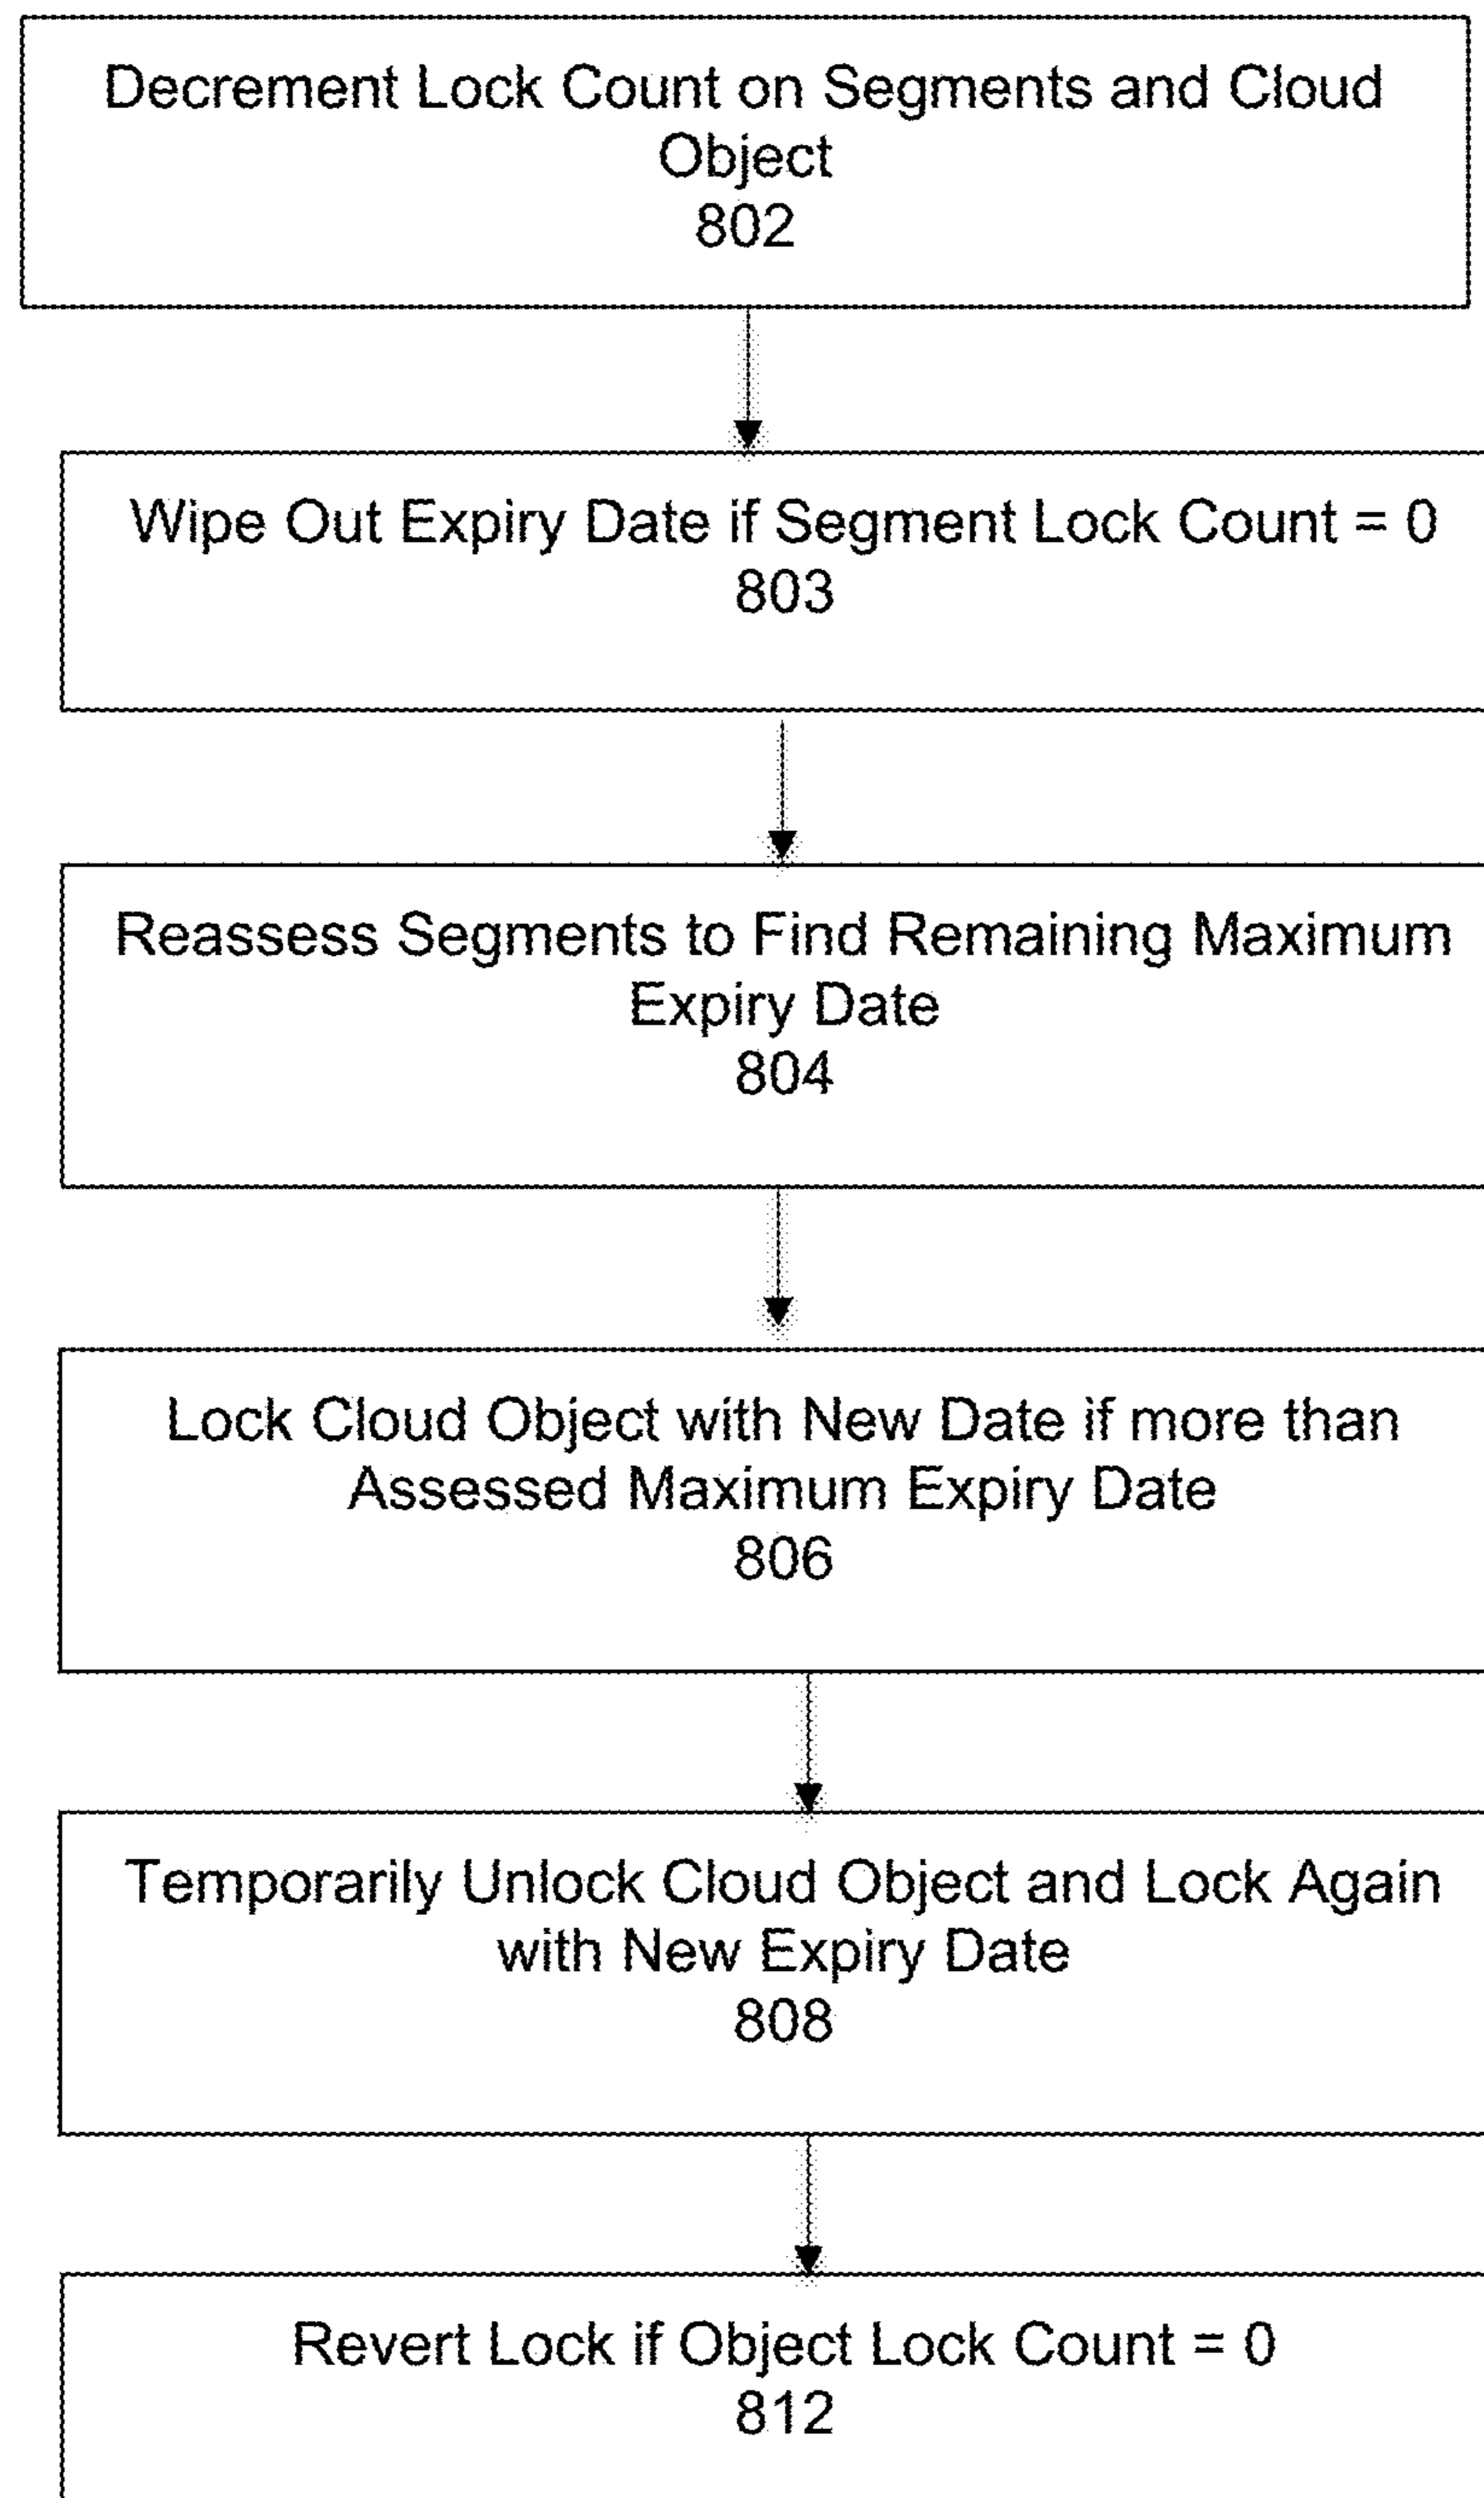 Decrement Lock Count on Segments and Cloud
Object
802
Wipe Out Expiry Date if Segment Lock Count = 0
803
Reassess Segments to Find Remaining Maximum
Expiry Date
804
Lock Cloud Object with New Date if more than
Assessed Maximum Expiry Date
806
Temporarily Unlock Cloud Object and Lock Again
with New Expiry Date
808
Revert Lock if Object Lock Count = 0
812